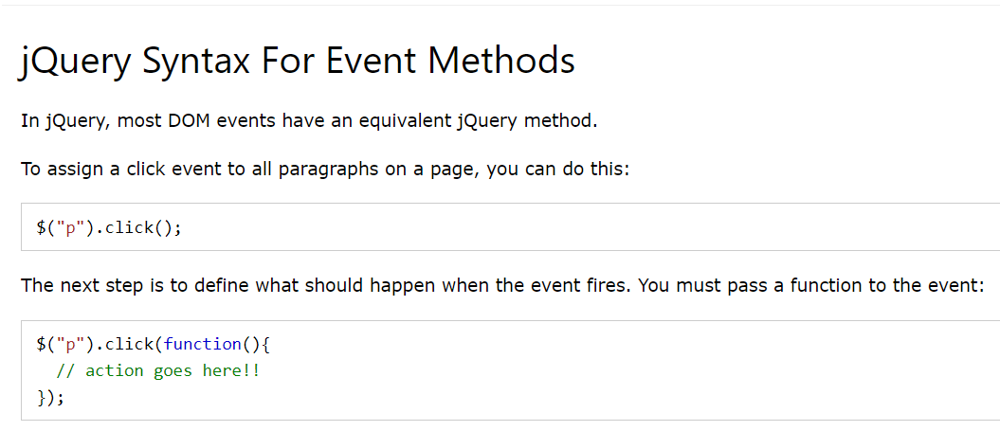 jQuery Syntax For Event Methods
In jQuery, most DOM events have an equivalent jQuery method.
To assign a click event to all paragraphs on a page, you can do this:
$("p").click();
The next step is to define what should happen when the event fires. You must pass a function to the event:
$("p").click(function(){
  // action goes here!!
});